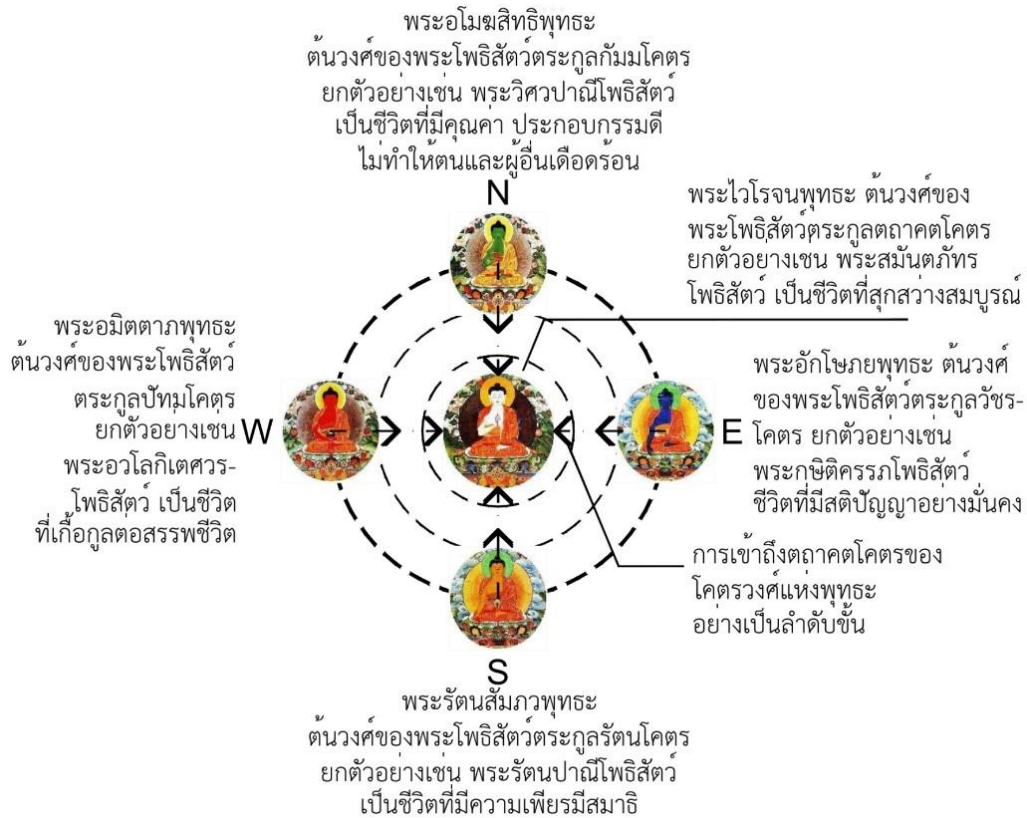 พระอโมฆสิทธิพุทธะ
ต้นวงศ์ของพระโพธิสัตว์ตระกูลกัมมโคตร
ยกตัวอย่างเช่น พระวิศวปาณีโพธิสัตว์
เป็นชีวิตที่มีคุณค่า ประกอบกรรมดี
ไม่ทำให้ตนและผู้อื่นเดือดร้อน
N
พระไวโรจนพุทธะ ต้นวงศ์ของ
พระโพธิสัตว์ตระกูลตถาคตโคตร
ยกตัวอย่างเช่น พระสมันตภัทร
โพธิสัตว์ เป็นชีวิตที่สุกสว่างสมบูรณ์
พระอมิตตาภพุทธะ
ต้นวงศ์ของพระโพธิสัตว์
ตระกูลปัทมโคตร
ยกตัวอย่างเช่น
พระอวโลกิเตศวร-
โพธิสัตว์ เป็นชีวิต
ที่เกื้อกูลต่อสรรพชีวิต
W
E
พระอักโษภยพุทธะ ต้นวงศ์
ของพระโพธิสัตว์ตระกูลวัชร-
โคตร ยกตัวอย่างเช่น
พระกษิติครรภโพธิสัตว์
ชีวิตที่มีสติปัญญาอย่างมั่นคง
การเข้าถึงตถาคตโคตรของ
โคตรวงศ์แห่งพุทธะ
อย่างเป็นลำดับขั้น
S
พระรัตนสัมภวพุทธะ
ต้นวงศ์ของพระโพธิสัตว์ตระกูลรัตนโคตร
ยกตัวอย่างเช่น พระรัตนปาณีโพธิสัตว์
เป็นชีวิตที่มีความเพียรมีสมาธิ